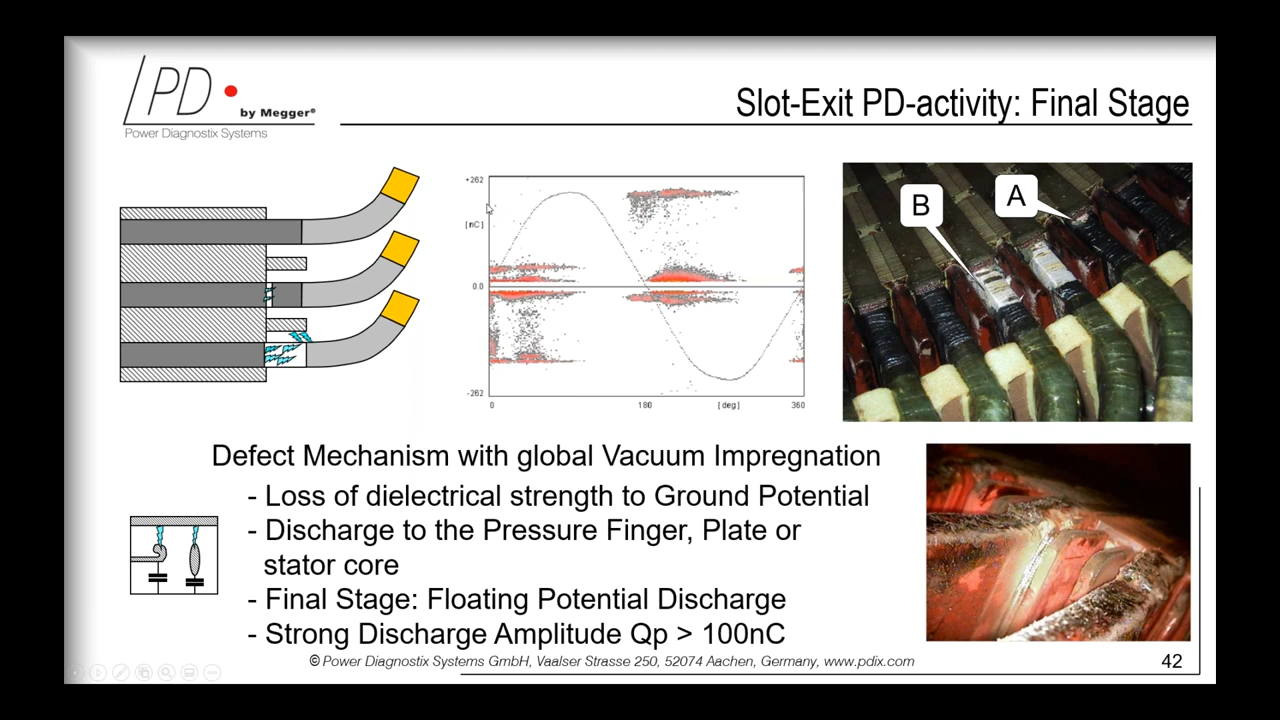 PD
by Megger®
Power Diagnostix Systems
Slot-Exit PD-activity: Final Stage
+262
[nC]
0.0
-262
0
180
[deg]
360
B
A
Defect Mechanism with global Vacuum Impregnation
- Loss of dielectrical strength to Ground Potential
- Discharge to the Pressure Finger, Plate or
stator core
- Final Stage: Floating Potential Discharge
- Strong Discharge Amplitude Qp > 100nC
© Power Diagnostix Systems GmbH, Vaalser Strasse 250, 52074 Aachen, Germany, www.pdix.com
42